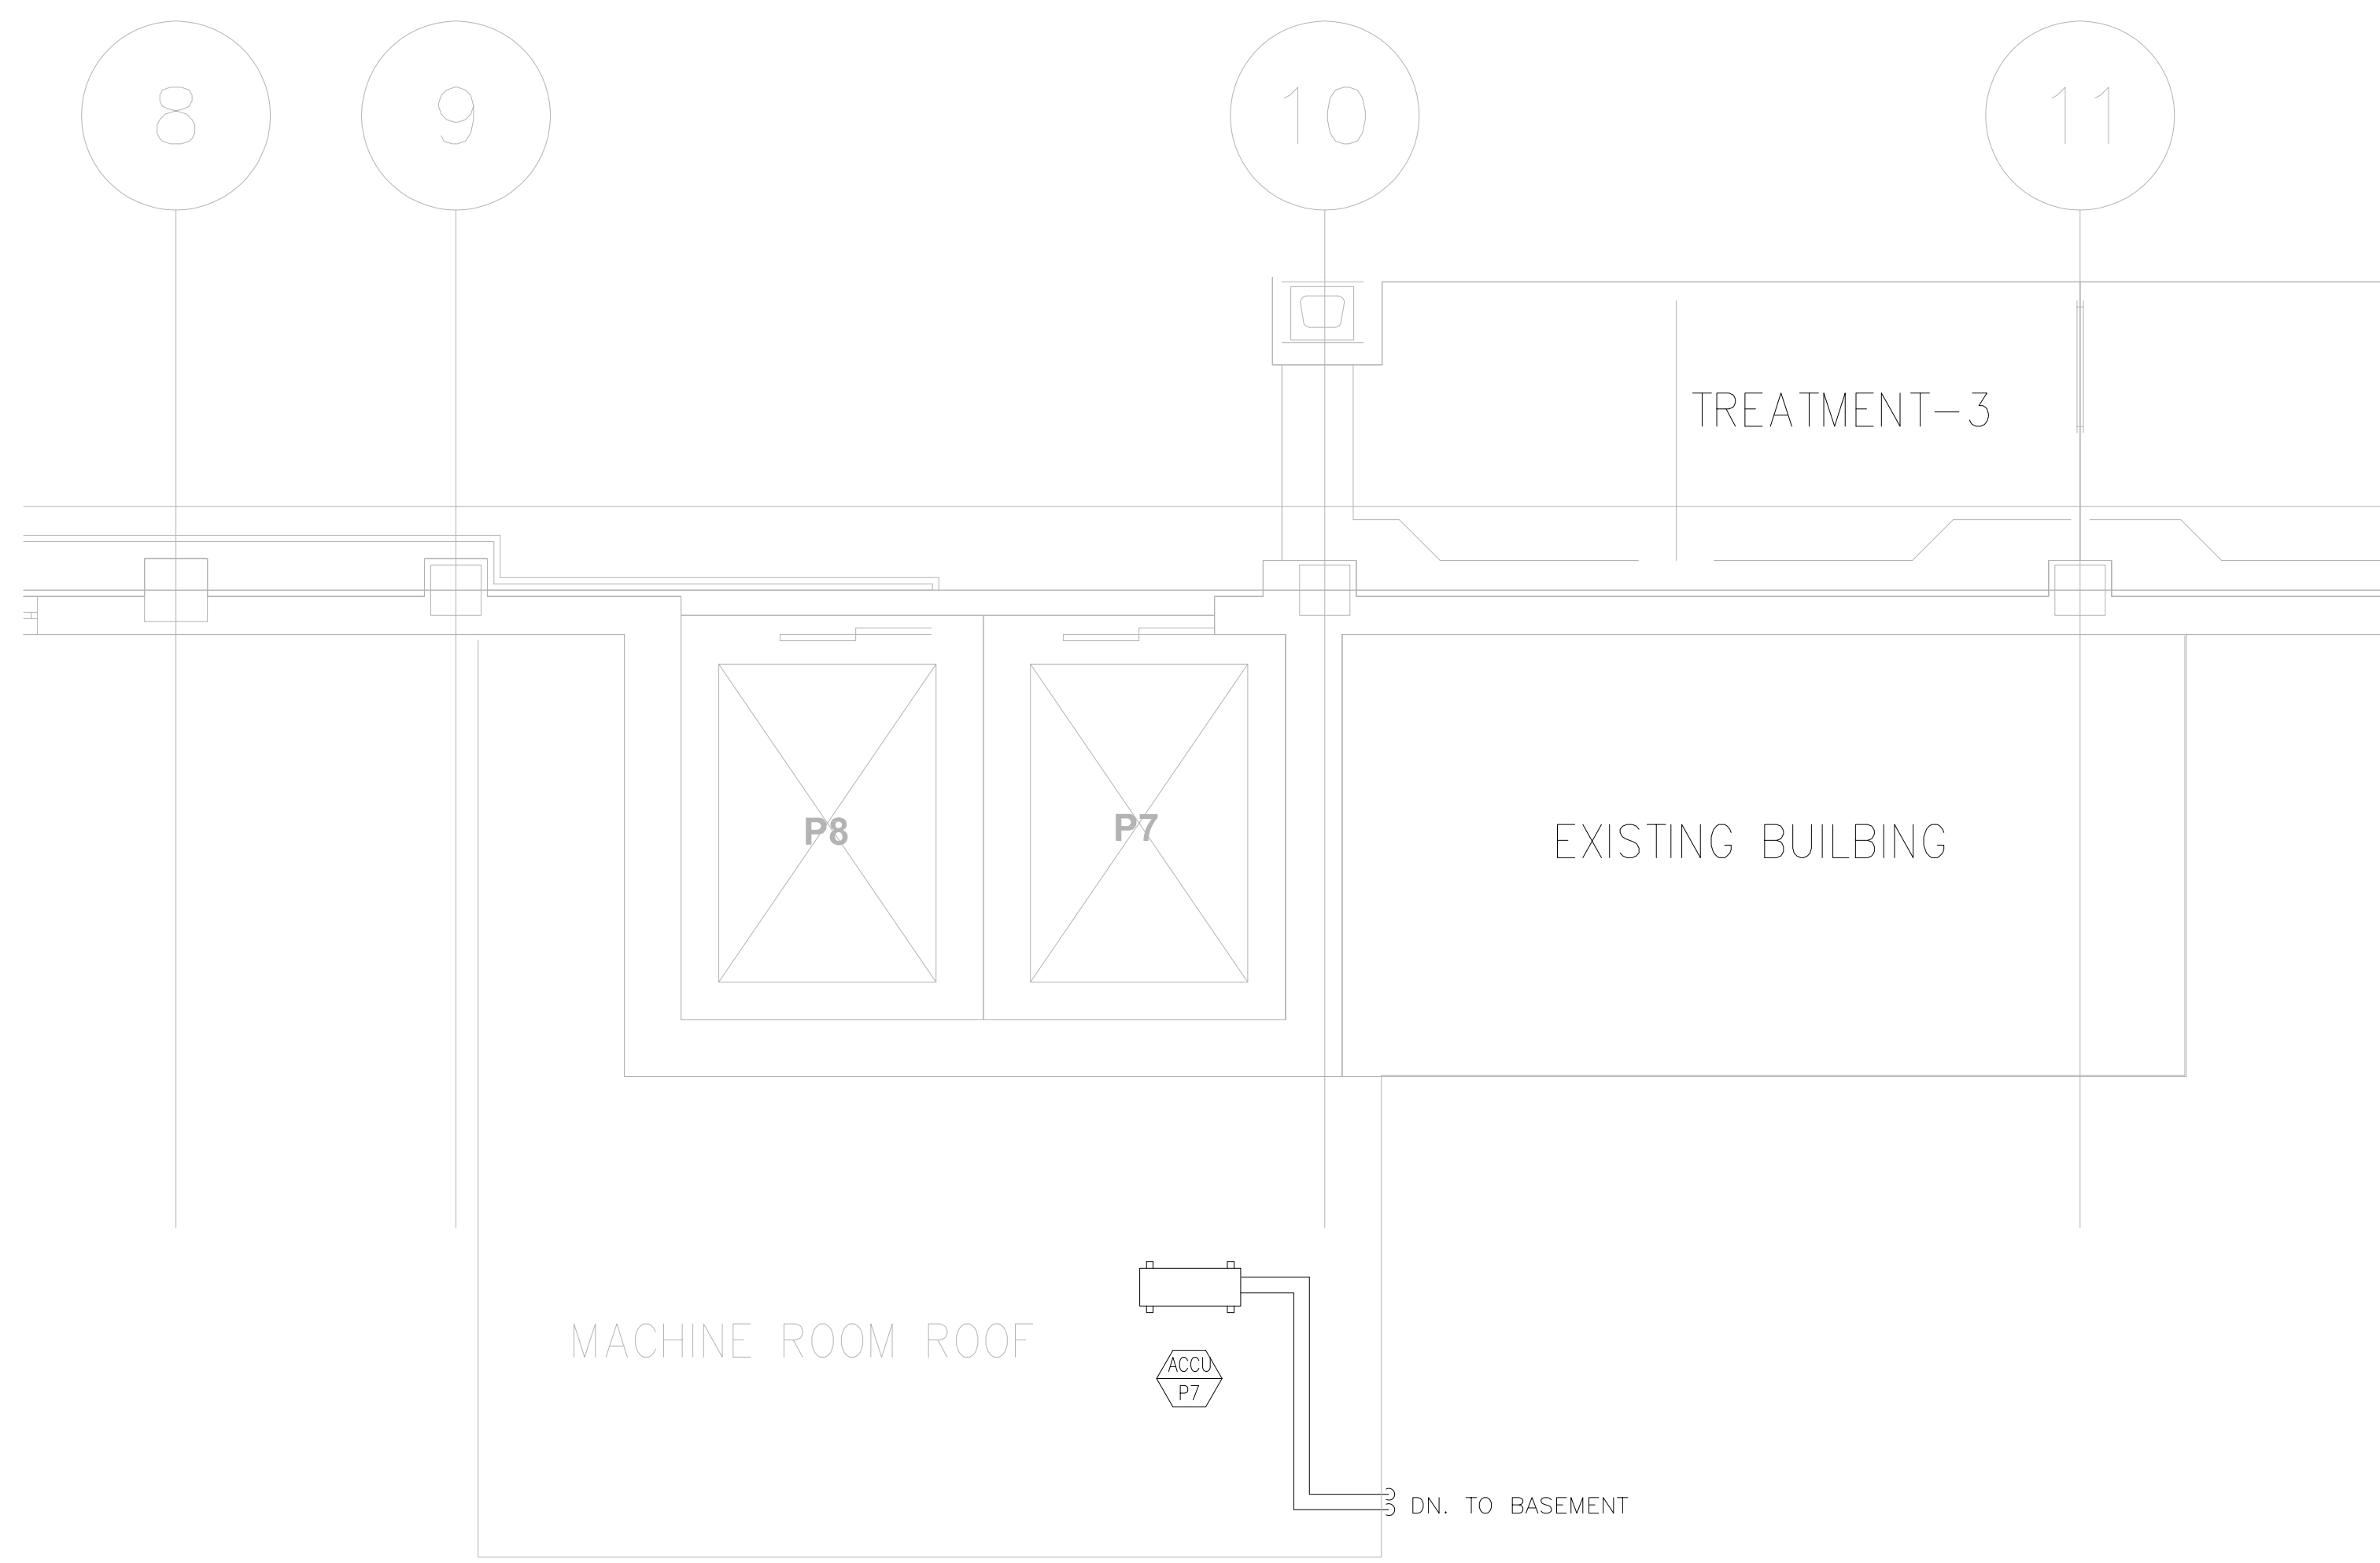 8
9
10
11
TREATMENT-3
P8
P7
EXISTING BUILBING
MACHINE ROOM ROOF
ACCU
P7
DN. TO BASEMENT